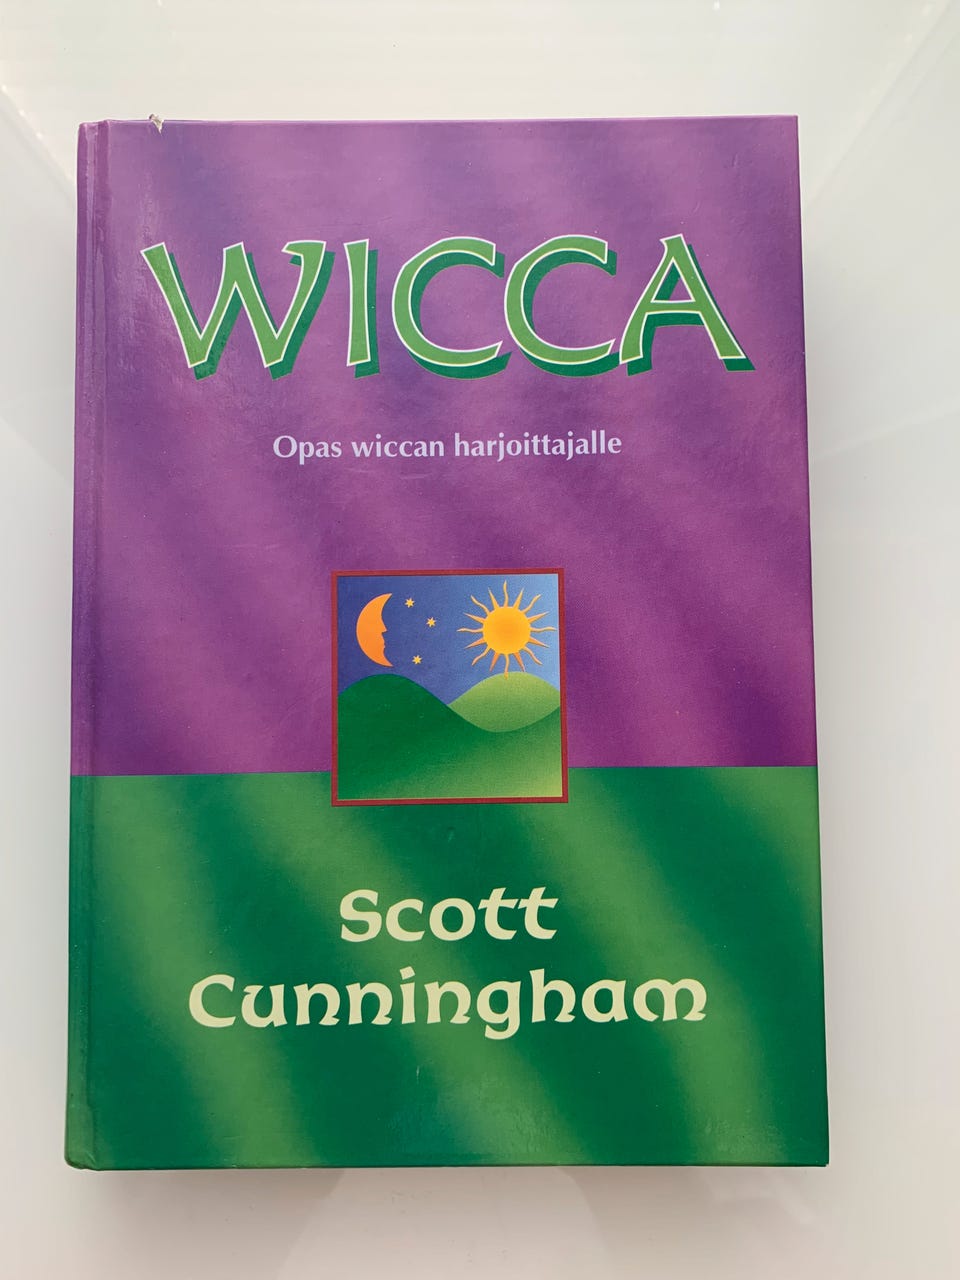 WICCA
Opas wiccan harjoittajalle
Scott
Cunningham